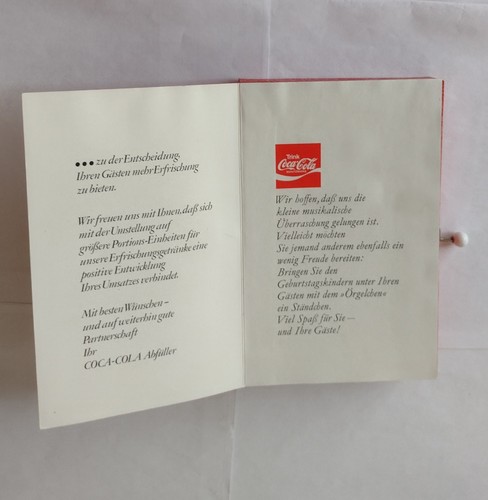 ●●● zu der Entscheidung,
Ihren Gästen mehr Erfrischung
zu bieten.
Wir freuen uns mit Ihnen, daß sich
mit der Umstellung auf
größere Portions-Einheiten für
unsere Erfrischungsgetränke eine
positive Entwicklung
Ihres Umsatzes verbindet.
Mit besten Wünschen –
und auf weiterhin gute
Partnerschaft
Ihr
COCA-COLA Abfüller
Trink
Coca-Cola
Wir hoffen, daß uns die
kleine musikalische
Überraschung gelungen ist.
Vielleicht möchten
Sie jemand anderem ebenfalls ein
wenig Freude bereiten:
Bringen Sie den
Geburtstagskindern unter Ihren
Gästen mit dem »Örgelchen«
ein Ständchen.
Viel Spaß für Sie –
und Ihre Gäste!